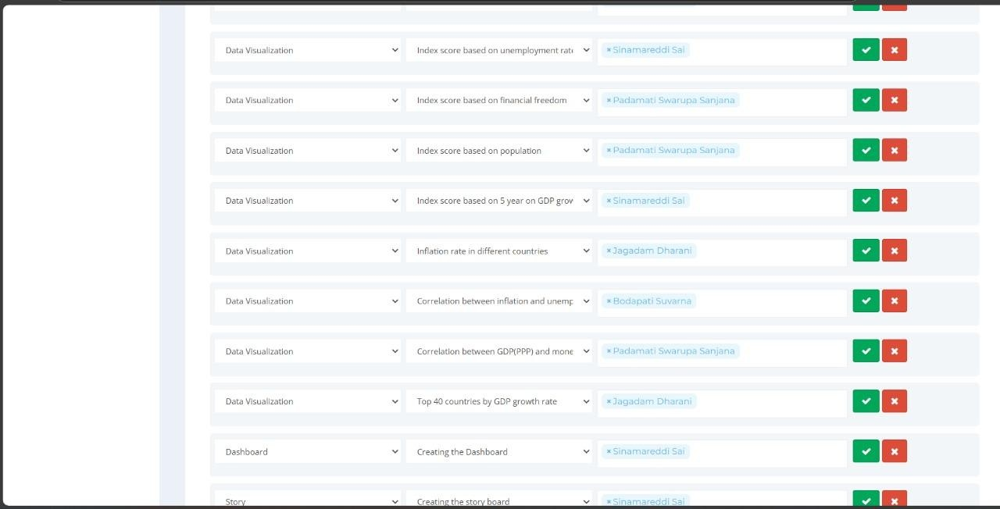 Data Visualization Index score based on unemployment rate × Sinamareddi Sai
Data Visualization Index score based on financial freedom × Padamati Swarupa Sanjana
Data Visualization Index score based on population × Padamati Swarupa Sanjana
Data Visualization Index score based on 5 year on GDP grow × Sinamareddi Sai
Data Visualization Inflation rate in different countries × Jagadam Dharani
Data Visualization Correlation between inflation and unemp × Bodapati Suvarna
Data Visualization Correlation between GDP(PPP) and mone × Padamati Swarupa Sanjana
Data Visualization Top 40 countries by GDP growth rate × Jagadam Dharani
Dashboard Creating the Dashboard × Sinamareddi Sai
Story Creating the story board × Sinamareddi Sai